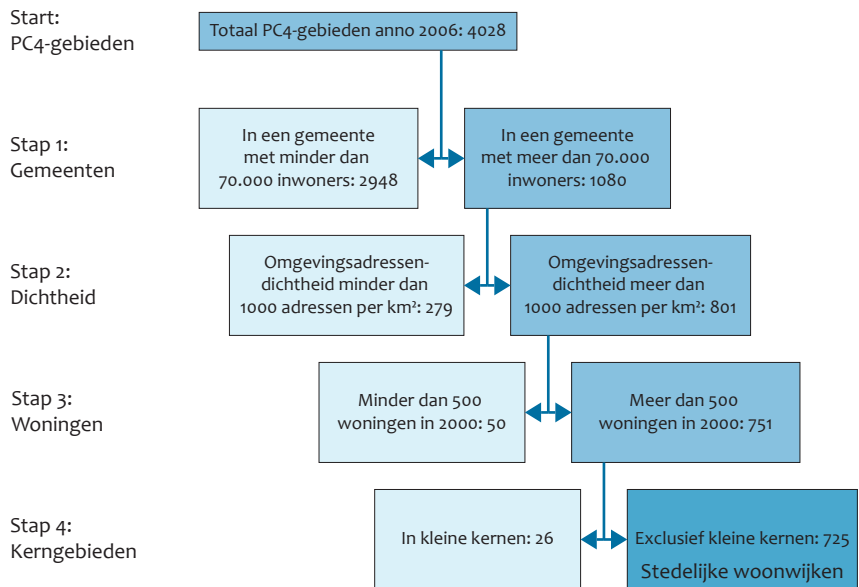 Start:
PC4-gebieden
Totaal PC4-gebieden anno 2006: 4028
Stap 1:
Gemeenten
In een gemeente
met minder dan
70.000 inwoners: 2948
In een gemeente
met meer dan 70.000
inwoners: 1080
Stap 2:
Dichtheid
Omgevingsadressen-
dichtheid minder dan
1000 adressen per km²: 279
Omgevingsadressen-
dichtheid meer dan
1000 adressen per km²: 801
Stap 3:
Woningen
Minder dan 500
woningen in 2000: 50
Meer dan 500
woningen in 2000: 751
Stap 4:
Kerngebieden
In kleine kernen: 26
Exclusief kleine kernen: 725
Stedelijke woonwijken